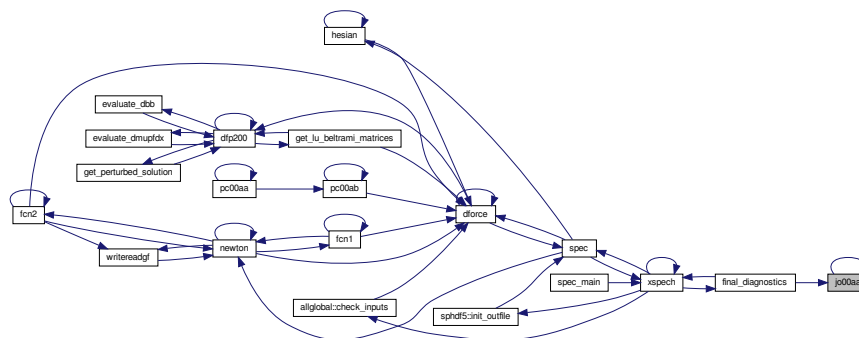 hesian
evaluate_dbb
evaluate_dmupfdx
dfp200
get_lu_beltrami_matrices
get_perturbed_solution
pc00aa
pc00ab
fcn2
dforce
newton
fcn1
writereadgf
spec
spec_main
xspech
final_diagnostics
jo00aa
allglobal::check_inputs
sphdf5::init_outfile